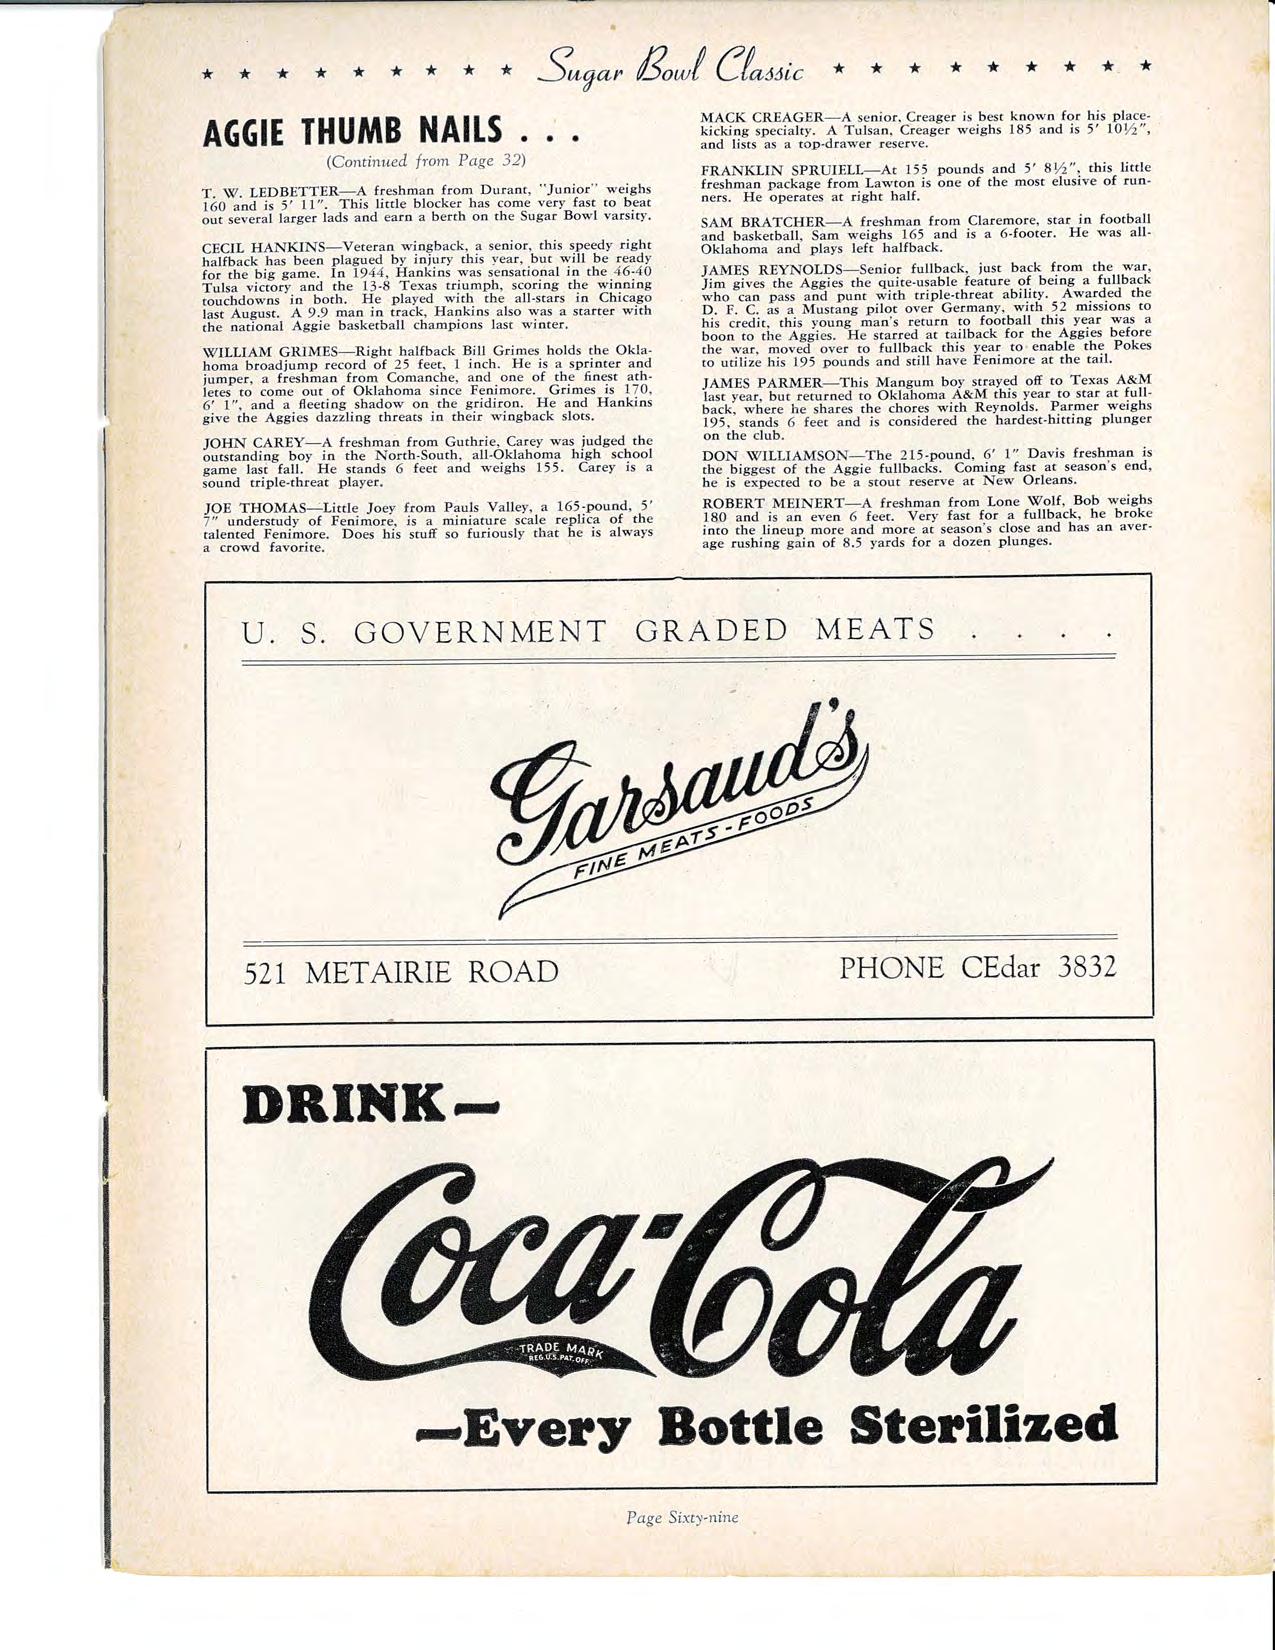 ★ ★ ★ ★ ★ ★ ★ ★ ★ Sugar Bowl Classic ★ ★ ★ ★ ★ ★ ★ ★ ★
AGGIE THUMB NAILS . . .
(Continued from Page 32)
T. W. LEDBETTER—A freshman from Durant, "Junior" weighs
160 and is 5' 11". This little blocker has come very fast to beat
out several larger lads and earn a berth on the Sugar Bowl varsity.
CECIL HANKINS—Veteran wingback, a senior, this speedy right
halfback has been plagued by injury this year, but will be ready
for the big game. In 1944, Hankins was sensational in the 46-40
Tulsa victory and the 13-8 Texas triumph, scoring the winning
touchdowns in both. He played with the all-stars in Chicago
last August. A 9.9 man in track, Hankins also was a starter with
the national Aggie basketball champions last winter.
WILLIAM GRIMES—Right halfback Bill Grimes holds the Okla-
homa broadjump record of 25 feet, 1 inch. He is a sprinter and
jumper, a freshman from Comanche, and one of the finest ath-
letes to come out of Oklahoma since Fenimore. Grimes is 170,
6' 1", and a fleeting shadow on the gridiron. He and Hankins
give the Aggies dazzling threats in their wingback slots.
JOHN CAREY—A freshman from Guthrie, Carey was judged the
outstanding boy in the North-South, all-Oklahoma high school
game last fall. He stands 6 feet and weighs 155. Carey is a
sound triple-threat player.
JOE THOMAS—Little Joey from Pauls Valley, a 165-pound, 5'
7" understudy of Fenimore, is a miniature scale replica of the
talented Fenimore. Does his stuff so furiously that he is always
a crowd favorite.
MACK CREAGER—A senior, Creager is best known for his place-
kicking specialty. A Tulsan, Creager weighs 185 and is 5' 10½",
and lists as a top-drawer reserve.
FRANKLIN SPRUIELL—At 155 pounds and 5' 8½", this little
freshman package from Lawton is one of the most elusive of run-
ners. He operates at right half.
SAM BRATCHER—A freshman from Claremore, star in football
and basketball, Sam weighs 165 and is a 6-footer. He was all-
Oklahoma and plays left halfback.
JAMES REYNOLDS—Senior fullback, just back from the war,
Jim gives the Aggies the quite-usable feature of being a fullback
who can pass and punt with triple-threat ability. Awarded the
D. F. C. as a Mustang pilot over Germany, with 52 missions to
his credit, this young man's return to football this year was a
boon to the Aggies. He starred at tailback for the Aggies before
the war, moved over to fullback this year to enable the Pokes
to utilize his 195 pounds and still have Fenimore at the tail.
JAMES PARMER—This Mangum boy strayed off to Texas A&M
last year, but returned to Oklahoma A&M this year to star at full-
back, where he shares the chores with Reynolds. Parmer weighs
195, stands 6 feet and is considered the hardest-hitting plunger
on the club.
DON WILLIAMSON—The 215-pound, 6' 1" Davis freshman is
the biggest of the Aggie fullbacks. Coming fast at season's end,
he is expected to be a stout reserve at New Orleans.
ROBERT MEINERT—A freshman from Lone Wolf, Bob weighs
180 and is an even 6 feet. Very fast for a fullback, he broke
into the lineup more and more at season's close and has an aver-
age rushing gain of 8.5 yards for a dozen plunges.
U. S. GOVERNMENT GRADED MEATS . . . .
Garsaud's
FINE MEATS-FOODS
521 METAIRIE ROAD PHONE CEdar 3832
DRINK—
Coca-Cola
TRADE MARK
REG.U.S.PAT.OFF.
—Every Bottle Sterilized
Page Sixty-nine